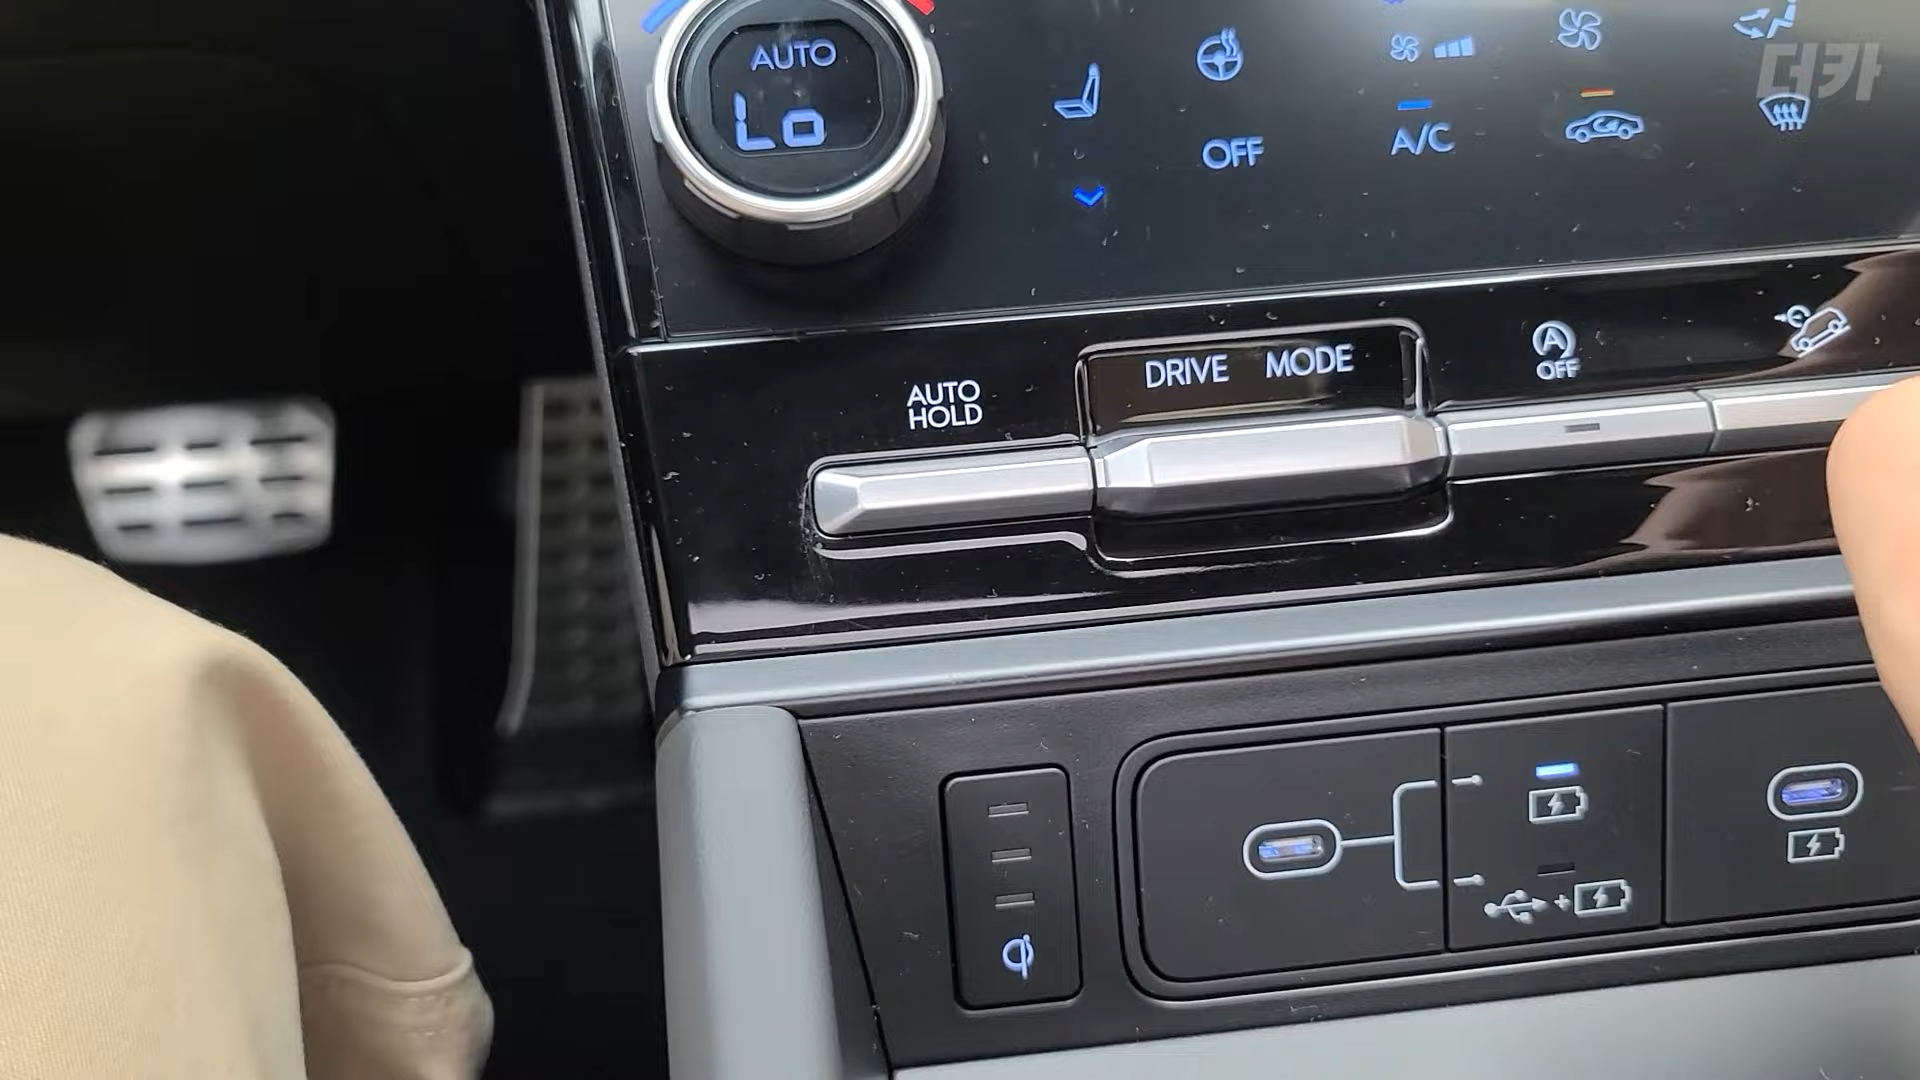 AUTO
Lo
더카
OFF
A/C
AUTO
HOLD
DRIVE MODE
A
OFF